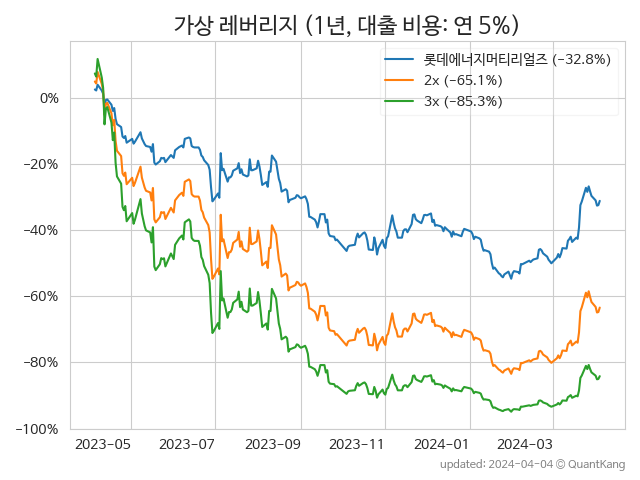 가상 레버리지 (1년, 대출 비용: 연 5%)
롯데에너지머티리얼즈 (−32.8%)
2x (−65.1%)
3x (−85.3%)
0%
−20%
−40%
−60%
−80%
−100%
2023-05 2023-07 2023-09 2023-11 2024-01 2024-03
updated: 2024-04-04 © QuantKang